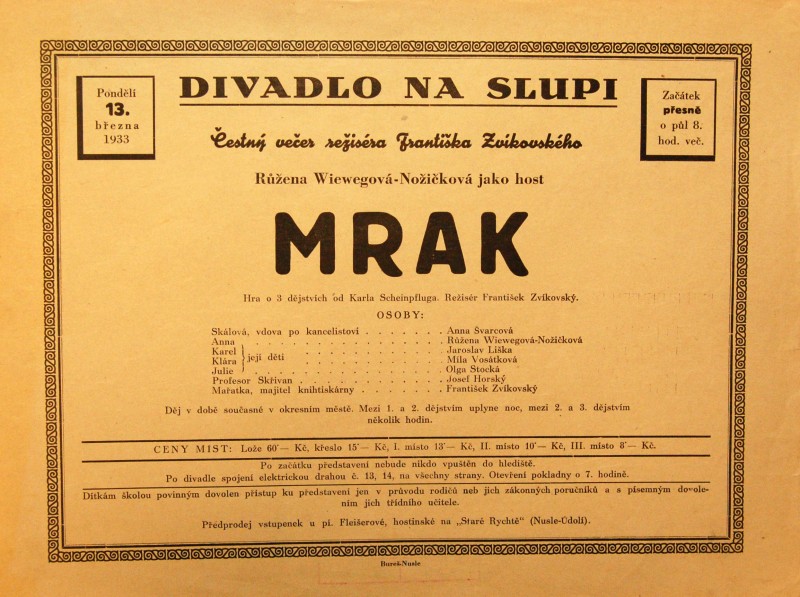 Pondělí
13.
března
1933
DIVADLO NA SLUPI
Začátek
přesně
o půl 8.
hod. več.
Čestný večer režiséra Františka Zvíkovského
Růžena Wiewegová-Nožičková jako host
MRAK
Hra o 3 dějstvích od Karla Scheinpfluga. Režisér František Zvíkovský.
OSOBY:
Skálová, vdova po kancelistovi . . . . . . . Anna Švarcová
Anna . . . . . . . . . . . . . . . Růžena Wiewegová-Nožičková
Karel . . . . . . . . . . . Jaroslav Liška
Klára } její děti . . . . . . . . . . . Míla Vosátková
Julie . . . . . . . . . . . Olga Stocká
Profesor Skřivan . . . . . . . . . . . . Josef Horský
Mařatka, majitel knihtiskárny . . . . . . . František Zvíkovský
Děj v době současné v okresním městě. Mezi 1. a 2. dějstvím uplyne noc, mezi 2. a 3. dějstvím
několik hodin.
CENY MÍST: Lože 60'— Kč, křeslo 15'— Kč, I. místo 13'— Kč, II. místo 10'— Kč, III. místo 8'— Kč.
Po začátku představení nebude nikdo vpuštěn do hlediště.
Po divadle spojení elektrickou drahou č. 13, 14, na všechny strany. Otevření pokladny o 7. hodině.
Dítkám školou povinným dovolen přístup ku představení jen v průvodu rodičů neb jich zákonných poručníků a s písemným dovole-
ním jich třídního učitele.
Předprodej vstupenek u pí. Fleišerové, hostinské na „Staré Rychtě" (Nusle-Údolí).
Bureš-Nusle